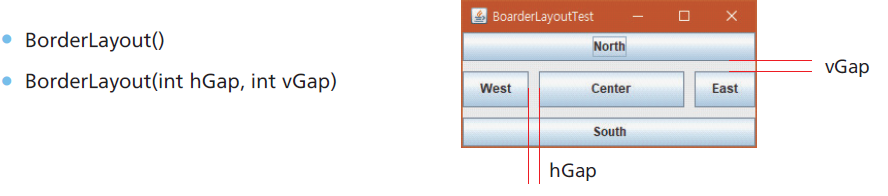 BorderLayout()
BorderLayout(int hGap, int vGap)
BoarderLayoutTest
North
vGap
West Center East
South
hGap